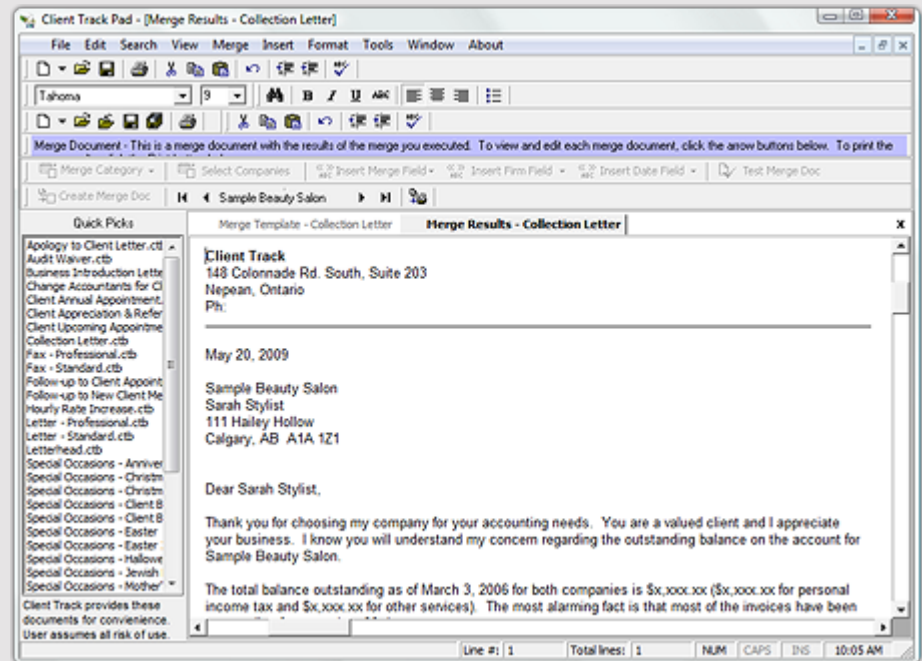 Client Track Pad - [Merge Results - Collection Letter]
File Edit Search View Merge Insert Format Tools Window About
Tahoma 9 B I U ABC
Merge Document - This is a merge document with the results of the merge you executed. To view and edit each merge document, click the arrow buttons below. To print the
Merge Category Select Companies Insert Merge Field Insert Firm Field Insert Date Field Test Merge Doc
Create Merge Doc Sample Beauty Salon
Quick Picks
Merge Template - Collection Letter Merge Results - Collection Letter x
Apology to Client Letter.ctl
Audit Waiver.ctb
Business Introduction Lette
Change Accountants for Cl
Client Annual Appointment.
Client Appreciation & Refer
Client Upcoming Appointme
Collection Letter.ctb
Fax - Professional.ctb
Fax - Standard.ctb
Follow-up to Client Appoint
Follow-up to New Client Me
Hourly Rate Increase.ctb
Letter - Professional.ctb
Letter - Standard.ctb
Letterhead.ctb
Special Occasions - Anniver
Special Occasions - Christm
Special Occasions - Christm
Special Occasions - Client B
Special Occasions - Client B
Special Occasions - Easter
Special Occasions - Easter
Special Occasions - Hallowe
Special Occasions - Jewish
Special Occasions - Mother'
Client Track provides these
documents for convienience.
User assumes all risk of use.
Client Track
148 Colonnade Rd. South, Suite 203
Nepean, Ontario
Ph:
May 20, 2009
Sample Beauty Salon
Sarah Stylist
111 Hailey Hollow
Calgary, AB A1A 1Z1
Dear Sarah Stylist,
Thank you for choosing my company for your accounting needs. You are a valued client and I appreciate
your business. I know you will understand my concern regarding the outstanding balance on the account for
Sample Beauty Salon.
The total balance outstanding as of March 3, 2006 for both companies is $x,xxx.xx ($x,xxx.xx for personal
income tax and $x,xxx.xx for other services). The most alarming fact is that most of the invoices have been
Line #: 1 Total lines: 1 NUM CAPS INS 10:05 AM